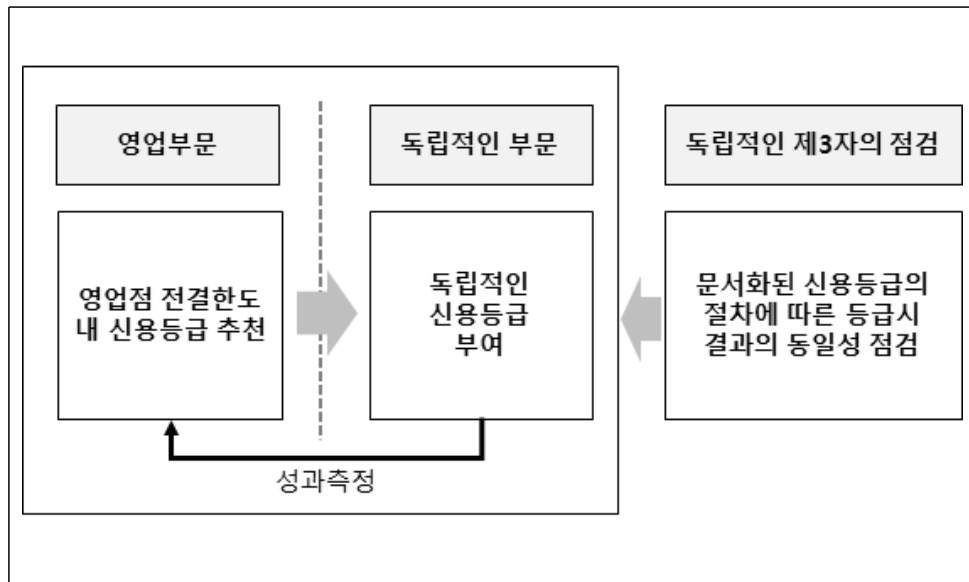 영업부문
독립적인 부문
독립적인 제3자의 점검
영업점 전결한도
내 신용등급 추천
독립적인
신용등급
부여
문서화된 신용등급의
절차에 따른 등급시
결과의 동일성 점검
성과측정